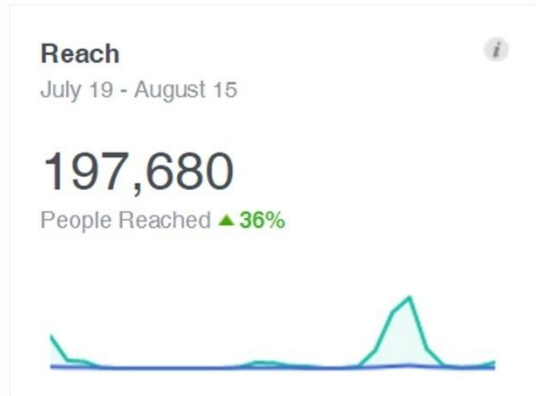 Reach
i
July 19 - August 15
197,680
People Reached ▲ 36%